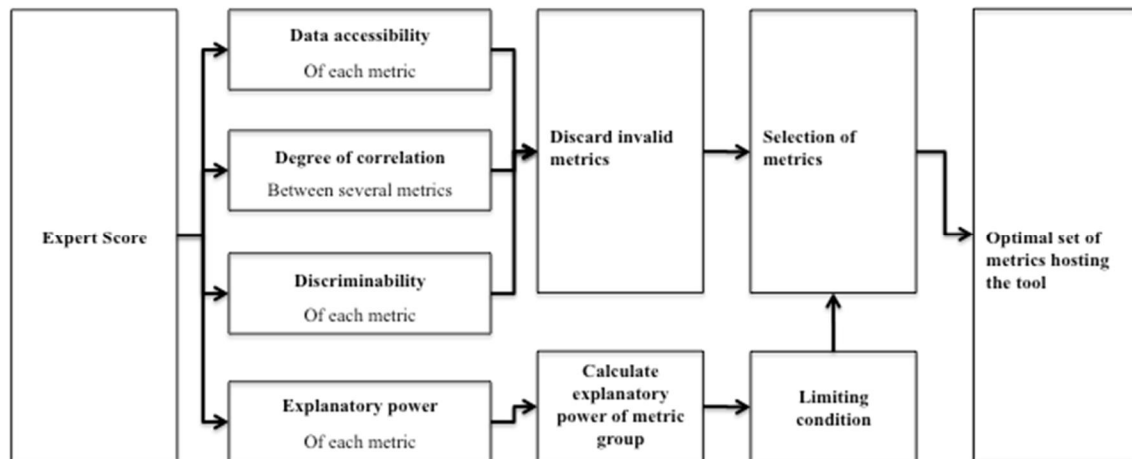 Expert Score
Data accessibility
Of each metric
Degree of correlation
Between several metrics
Discriminability
Of each metric
Explanatory power
Of each metric
Discard invalid
metrics
Calculate
explanatory
power of metric
group
Selection of
metrics
Limiting
condition
Optimal set of
metrics hosting
the tool